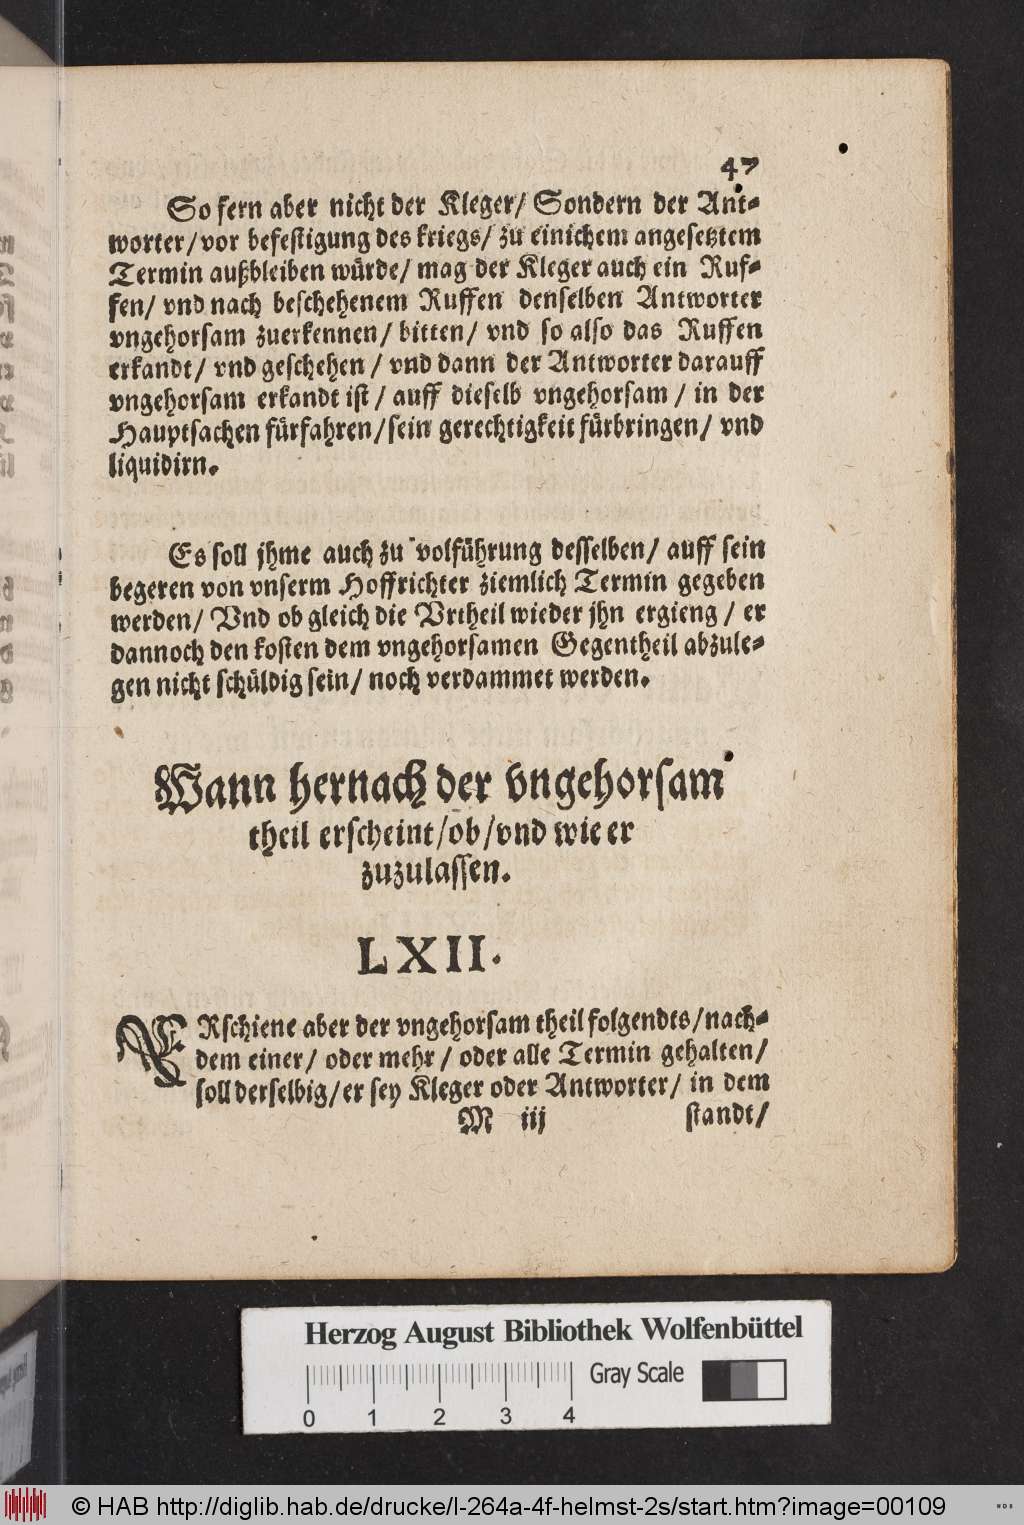 47
So fern aber nicht der Kleger/ Sondern der Ant-
worter/ vor befestigung des kriegs/ zu einichem angesetztem
Termin außbleiben würde/ mag der Kleger auch ein Ruf-
fen/ vnd nach beschehenem Ruffen denselben Antworter
vngehorsam zuerkennen/ bitten/ vnd so also das Ruffen
erkandt/ vnd geschehen/ vnd dann der Antworter darauff
vngehorsam erkandt ist/ auff dieselb vngehorsam/ in der
Hauptsachen fürfahren/ sein gerechtigkeit fürbringen/ vnd
liquidirn.
Es soll jhme auch zu volführung desselben/ auff sein
begeren von vnserm Hoffrichter ziemlich Termin gegeben
werden/ Vnd ob gleich die Vrtheil wieder jhn ergieng/ er
dannoch den kosten dem vngehorsamen Gegentheil abzule-
gen nicht schüldig sein/ noch verdammet werden.
Wann hernach der vngehorsam
theil erscheint/ ob/ vnd wie er
zuzulassen.
LXII.
ERschiene aber der vngehorsam theil folgendts/ nach-
dem einer/ oder mehr/ oder alle Termin gehalten/
soll derselbig/ er sey Kleger oder Antworter/ in dem
M iij standt/
Herzog August Bibliothek Wolfenbüttel
Gray Scale
0 1 2 3 4
© HAB http://diglib.hab.de/drucke/l-264a-4f-helmst-2s/start.htm?image=00109